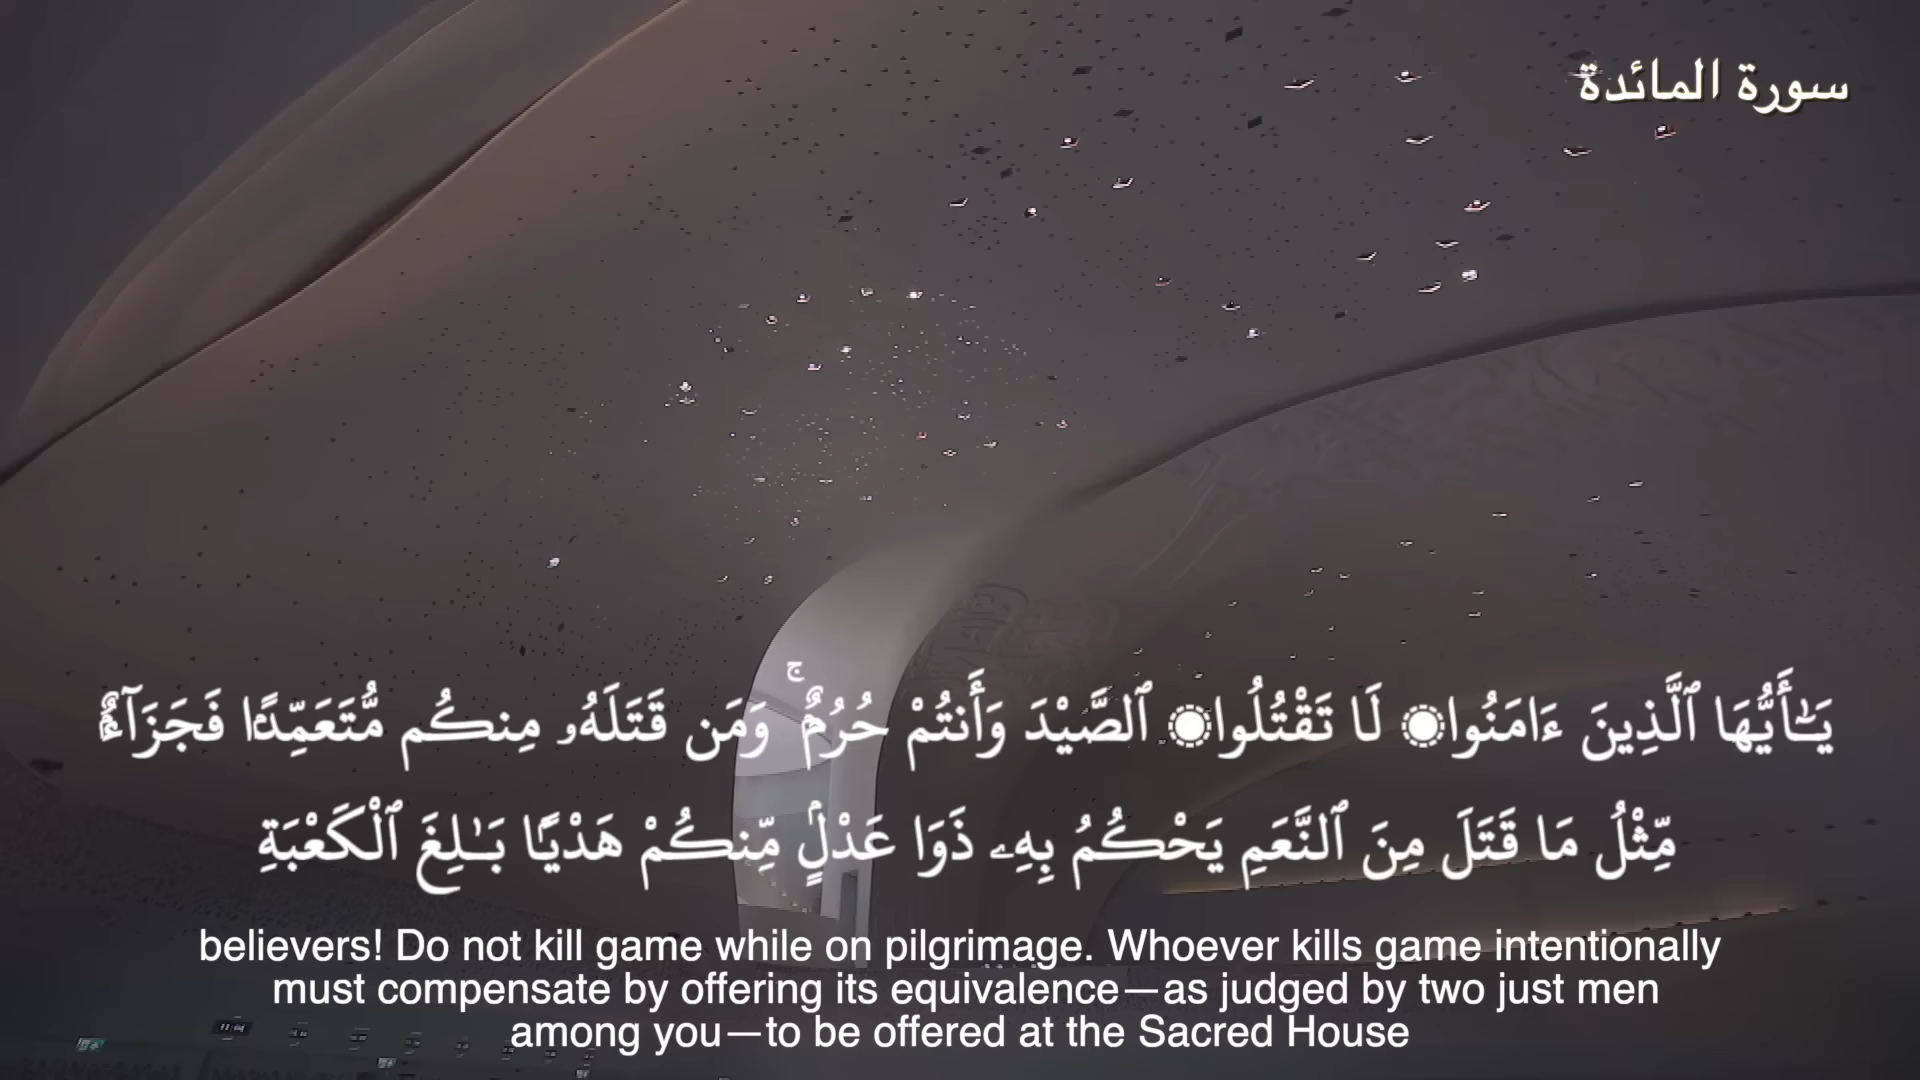 سورة المائدة
يَـٰٓأَيُّهَا ٱلَّذِينَ ءَامَنُوا۟ لَا تَقْتُلُوا۟ ٱلصَّيْدَ وَأَنتُمْ حُرُمٌۭ ۚ وَمَن قَتَلَهُۥ مِنكُم مُّتَعَمِّدًۭا فَجَزَآءٌۭ
مِّثْلُ مَا قَتَلَ مِنَ ٱلنَّعَمِ يَحْكُمُ بِهِۦ ذَوَا عَدْلٍۢ مِّنكُمْ هَدْيًۢا بَـٰلِغَ ٱلْكَعْبَةِ
believers! Do not kill game while on pilgrimage. Whoever kills game intentionally
must compensate by offering its equivalence—as judged by two just men
among you—to be offered at the Sacred House